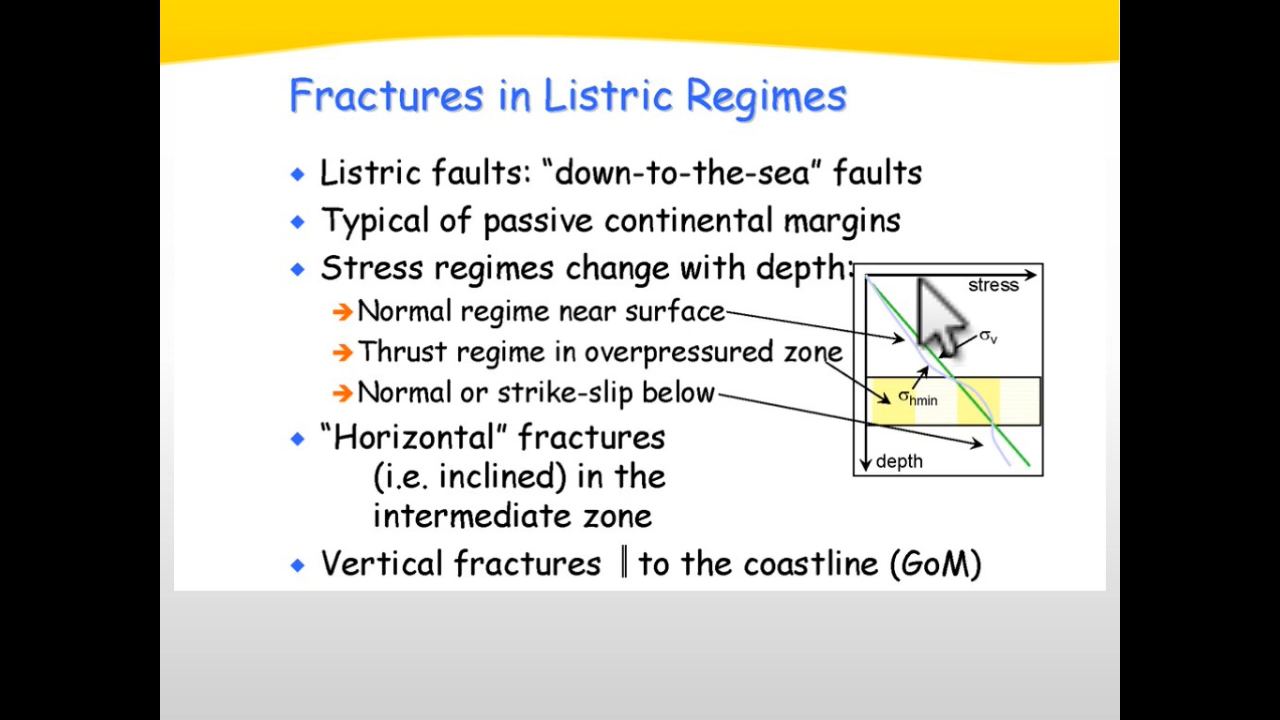 Fractures in Listric Regimes
Listric faults: “down-to-the-sea” faults
Typical of passive continental margins
Stress regimes change with depth:
Normal regime near surface
Thrust regime in overpressured zone
Normal or strike-slip below
“Horizontal” fractures
(i.e. inclined) in the
intermediate zone
Vertical fractures ∥ to the coastline (GoM)
stress
σv
σhmin
depth